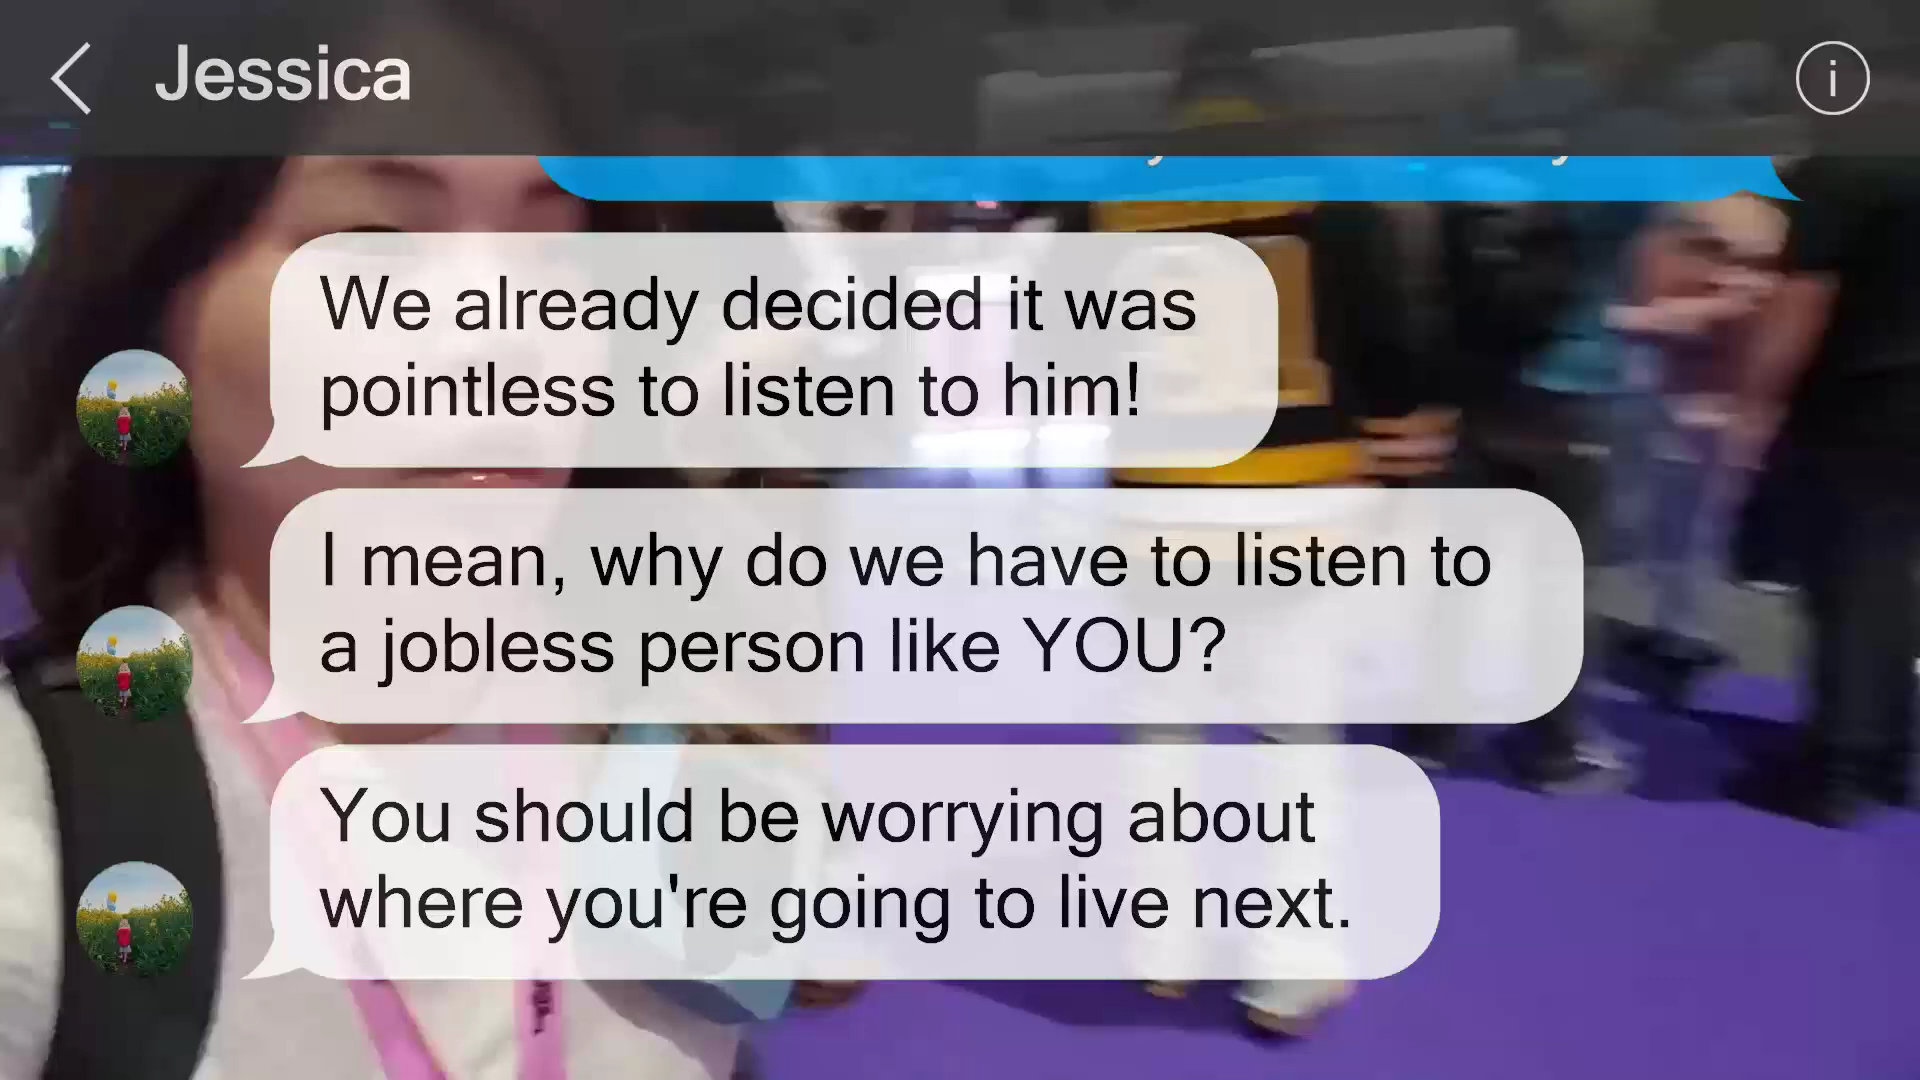 Jessica
We already decided it was
pointless to listen to him!
I mean, why do we have to listen to
a jobless person like YOU?
You should be worrying about
where you're going to live next.